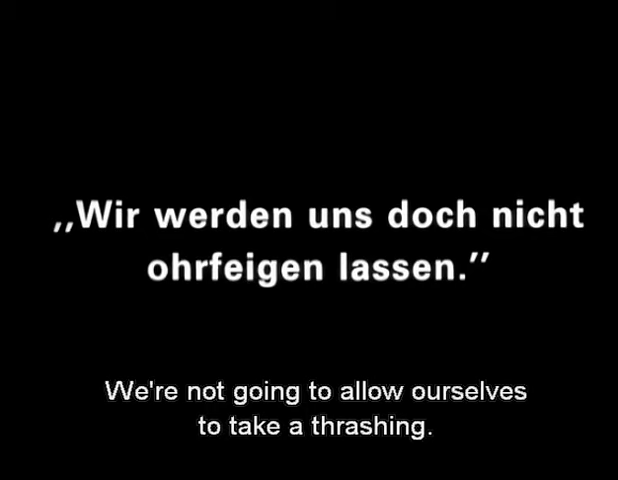 ,,Wir werden uns doch nicht
ohrfeigen lassen.’’
We're not going to allow ourselves
to take a thrashing.